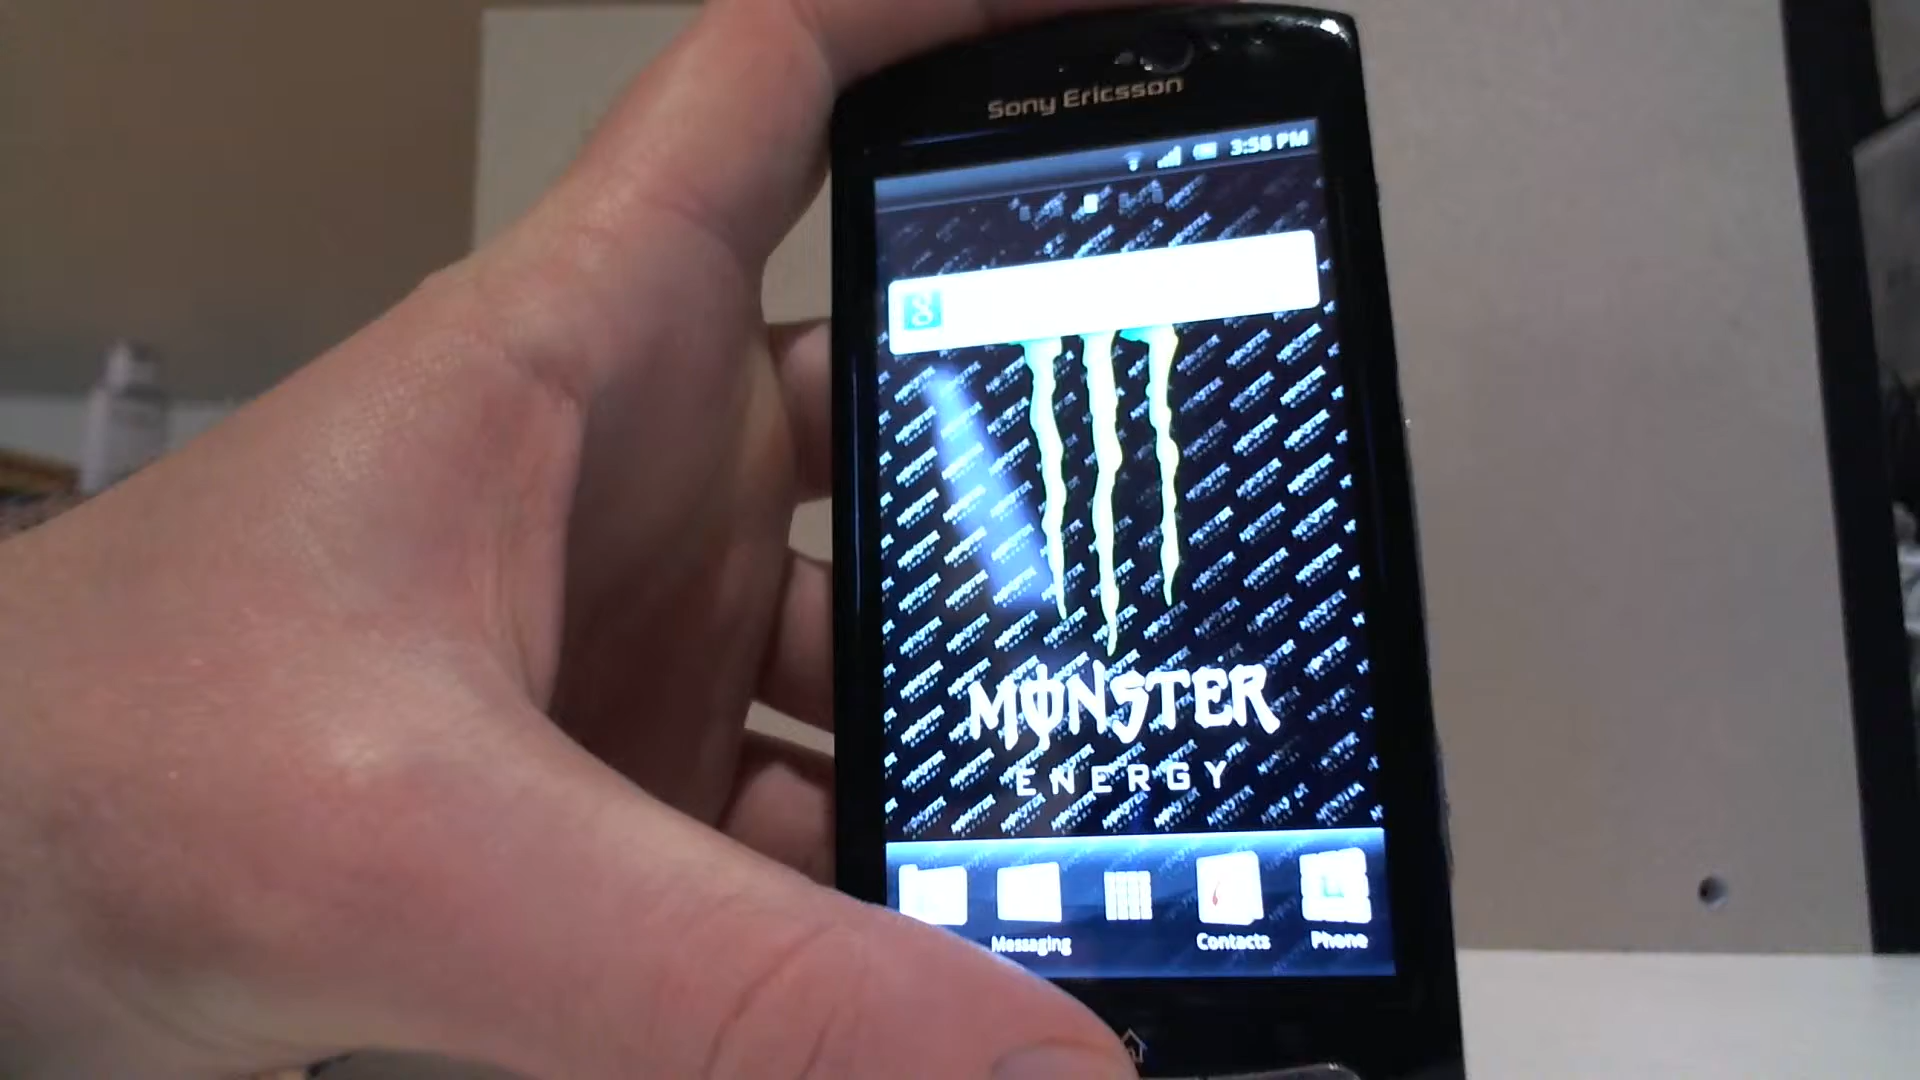 Sony Ericsson
3:58 PM
MONSTER
ENERGY
Messaging
Contacts
Phone